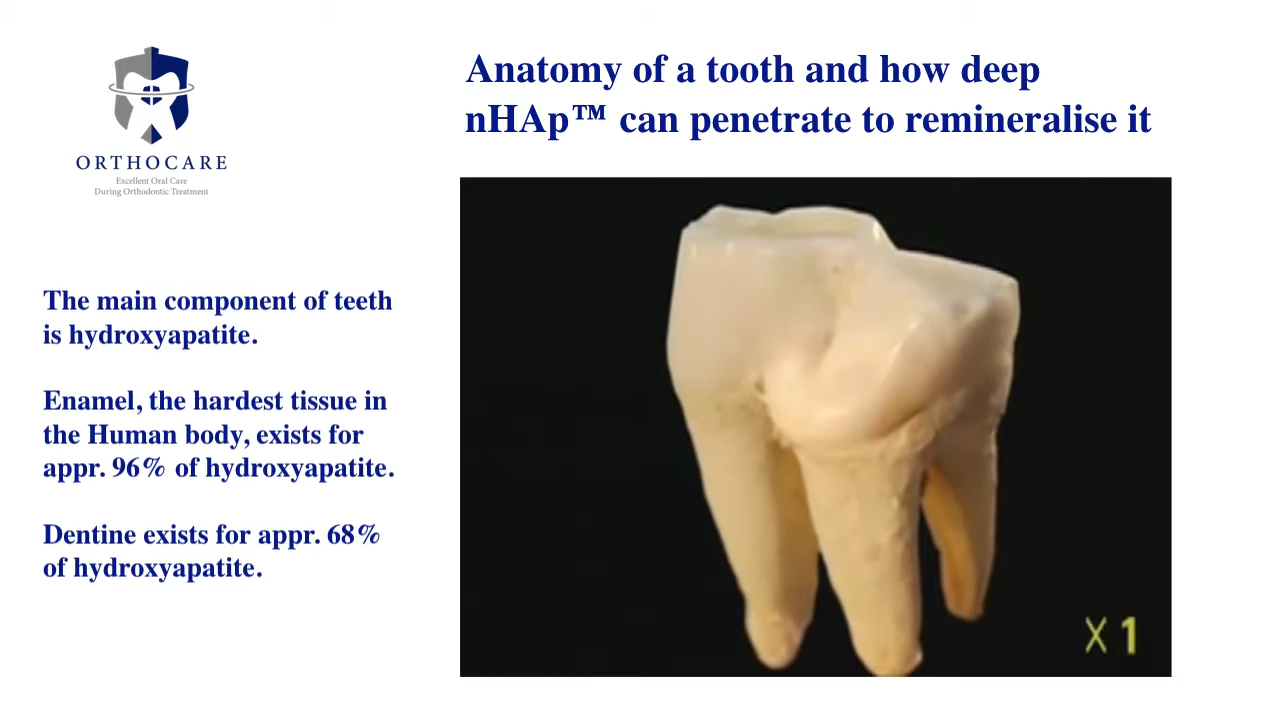 ORTHOCARE
Excellent Oral Care
During Orthodontic Treatment
Anatomy of a tooth and how deep
nHAp™ can penetrate to remineralise it
The main component of teeth
is hydroxyapatite.
Enamel, the hardest tissue in
the Human body, exists for
appr. 96% of hydroxyapatite.
Dentine exists for appr. 68%
of hydroxyapatite.
X 1